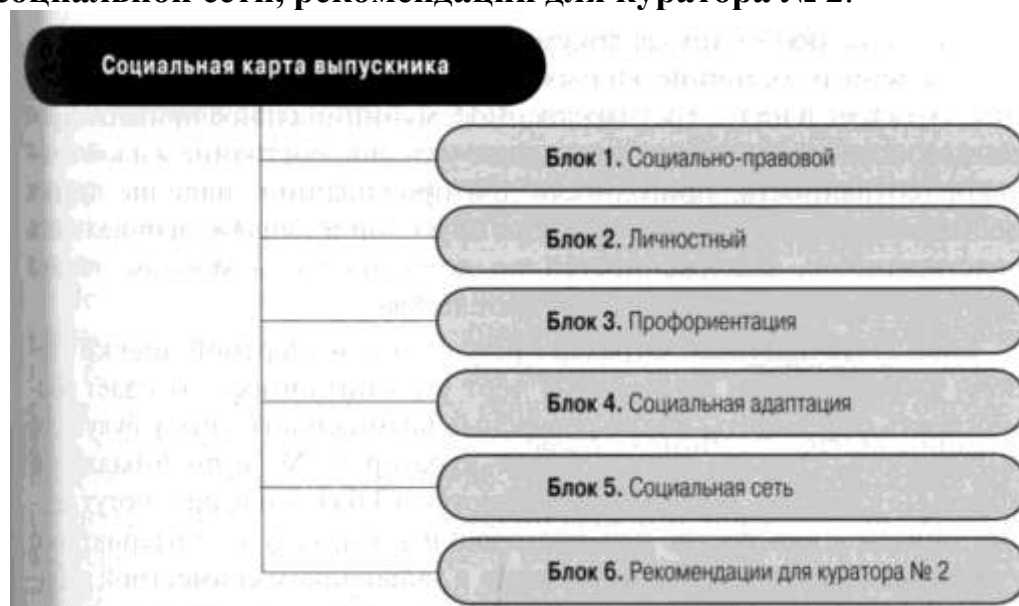 социальной сети, рекомендации для куратора № 2.
Социальная карта выпускника
Блок 1. Социально-правовой
Блок 2. Личностный
Блок 3. Профориентация
Блок 4. Социальная адаптация
Блок 5. Социальная сеть
Блок 6. Рекомендации для куратора № 2